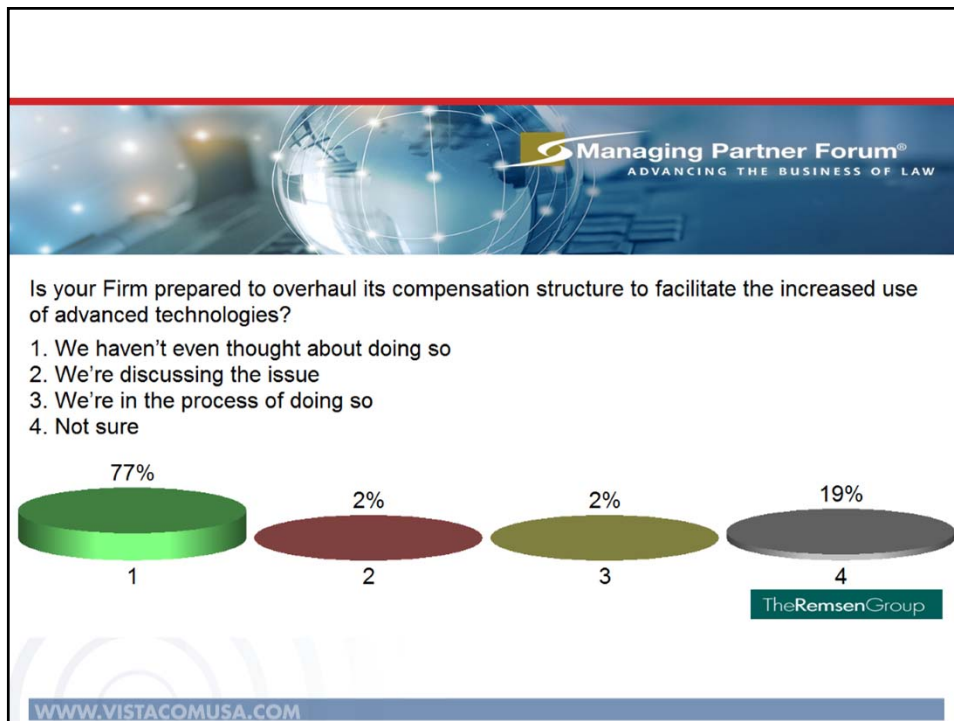 Managing Partner Forum®
ADVANCING THE BUSINESS OF LAW
Is your Firm prepared to overhaul its compensation structure to facilitate the increased use
of advanced technologies?
1. We haven’t even thought about doing so
2. We’re discussing the issue
3. We’re in the process of doing so
4. Not sure
77%
2%
2%
19%
1
2
3
4
TheRemsenGroup
WWW.VISTACOMUSA.COM